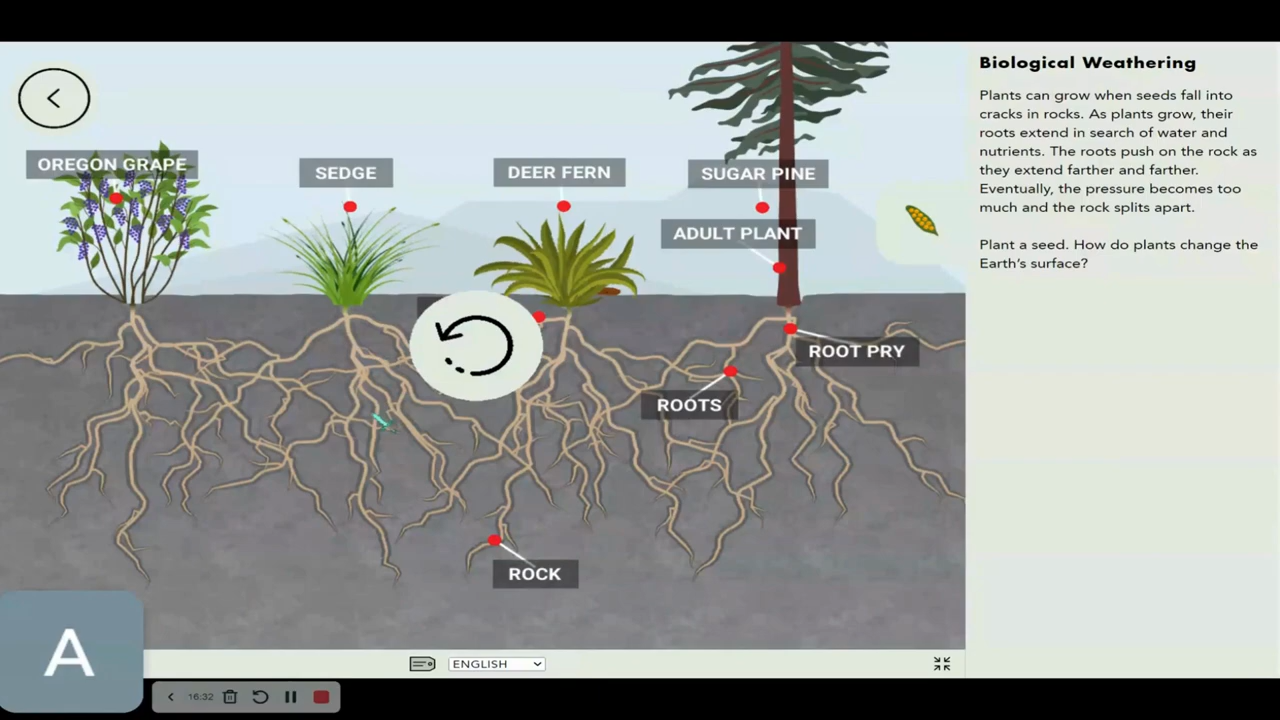 Biological Weathering
Plants can grow when seeds fall into
cracks in rocks. As plants grow, their
roots extend in search of water and
nutrients. The roots push on the rock as
they extend farther and farther.
Eventually, the pressure becomes too
much and the rock splits apart.
Plant a seed. How do plants change the
Earth's surface?
OREGON GRAPE
SEDGE
DEER FERN
SUGAR PINE
ADULT PLANT
ROOT PRY
ROOTS
ROCK
A
ENGLISH
16:32